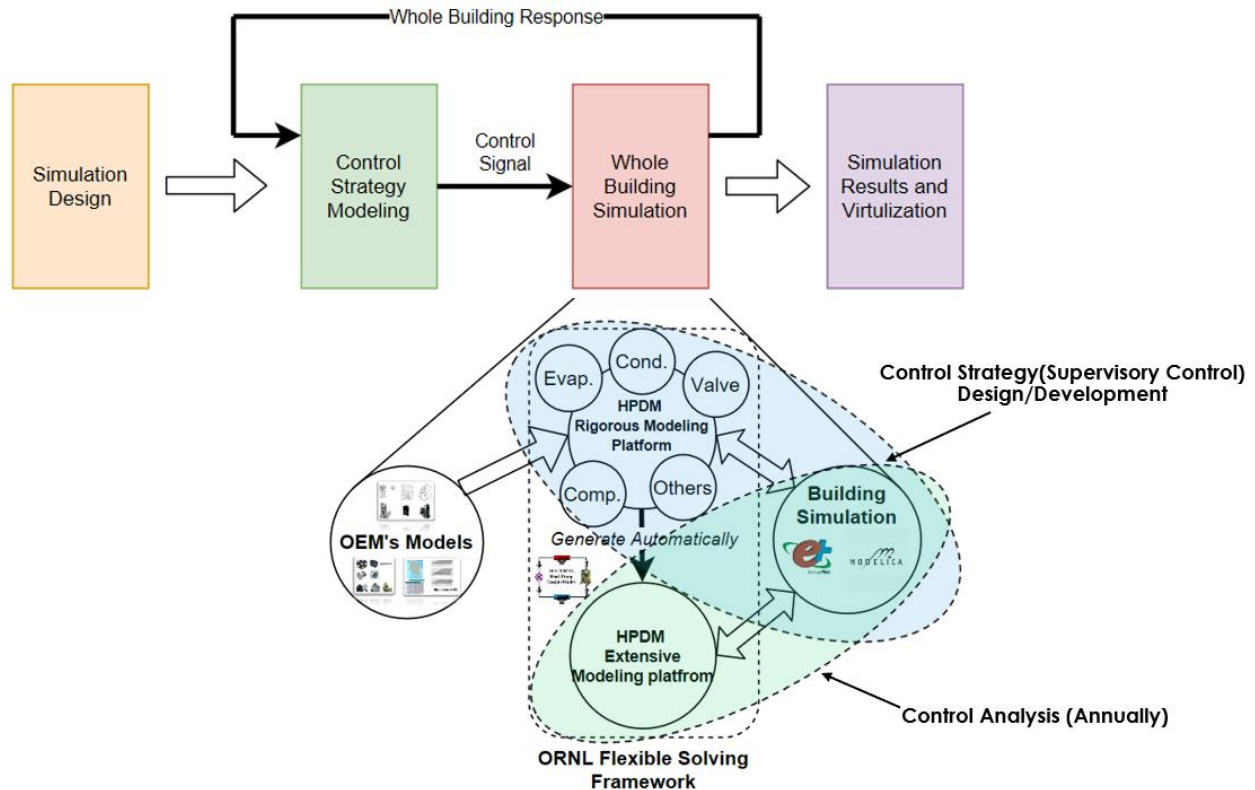 Whole Building Response
Simulation
Design
Control
Strategy
Modeling
Control
Signal
Whole
Building
Simulation
Simulation
Results and
Virtulization
Cond.
Evap.
Valve
HPDM
Rigorous Modeling
Platform
Comp.
Others
Control Strategy(Supervisory Control)
Design/Development
Building
Simulation
MODELICA
OEM's Models
Generate Automatically
HPDM
Extensive
Modeling platfrom
Control Analysis (Annually)
ORNL Flexible Solving
Framework